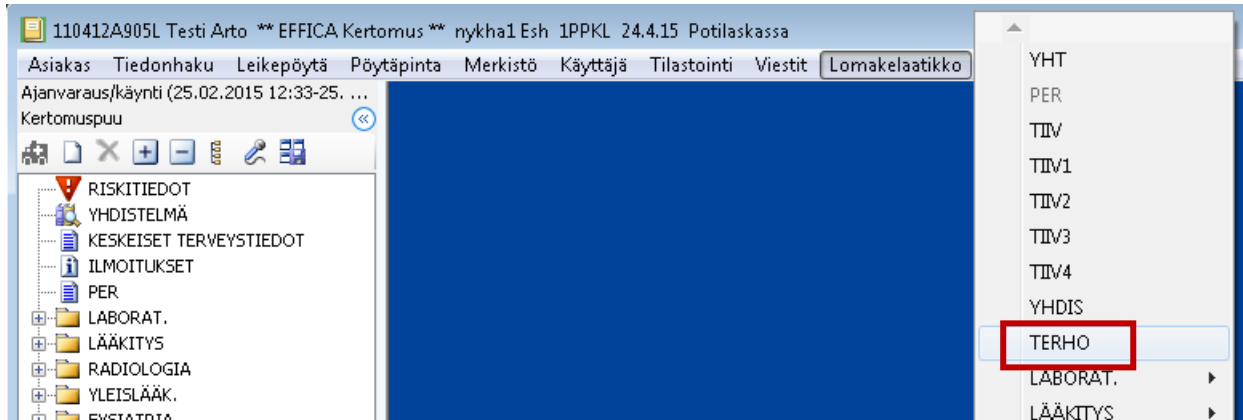 110412A905L Testi Arto ** EFFICA Kertomus ** nykha1 Esh 1PPKL 24.4.15 Potilaskassa
Asiakas Tiedonhaku Leikepöytä Pöytäpinta Merkistö Käyttäjä Tilastointi Viestit Lomakelaatikko
Ajanvaraus/käynti (25.02.2015 12:33-25. ...
Kertomuspuu
RISKITIEDOT
YHDISTELMÄ
KESKEISET TERVEYSTIEDOT
ILMOITUKSET
PER
LABORAT.
LÄÄKITYS
RADIOLOGIA
YLEISLÄÄK.
FYSIATRIA
YHT
PER
TIIV
TIIV1
TIIV2
TIIV3
TIIV4
YHDIS
TERHO
LABORAT.
LÄÄKITYS